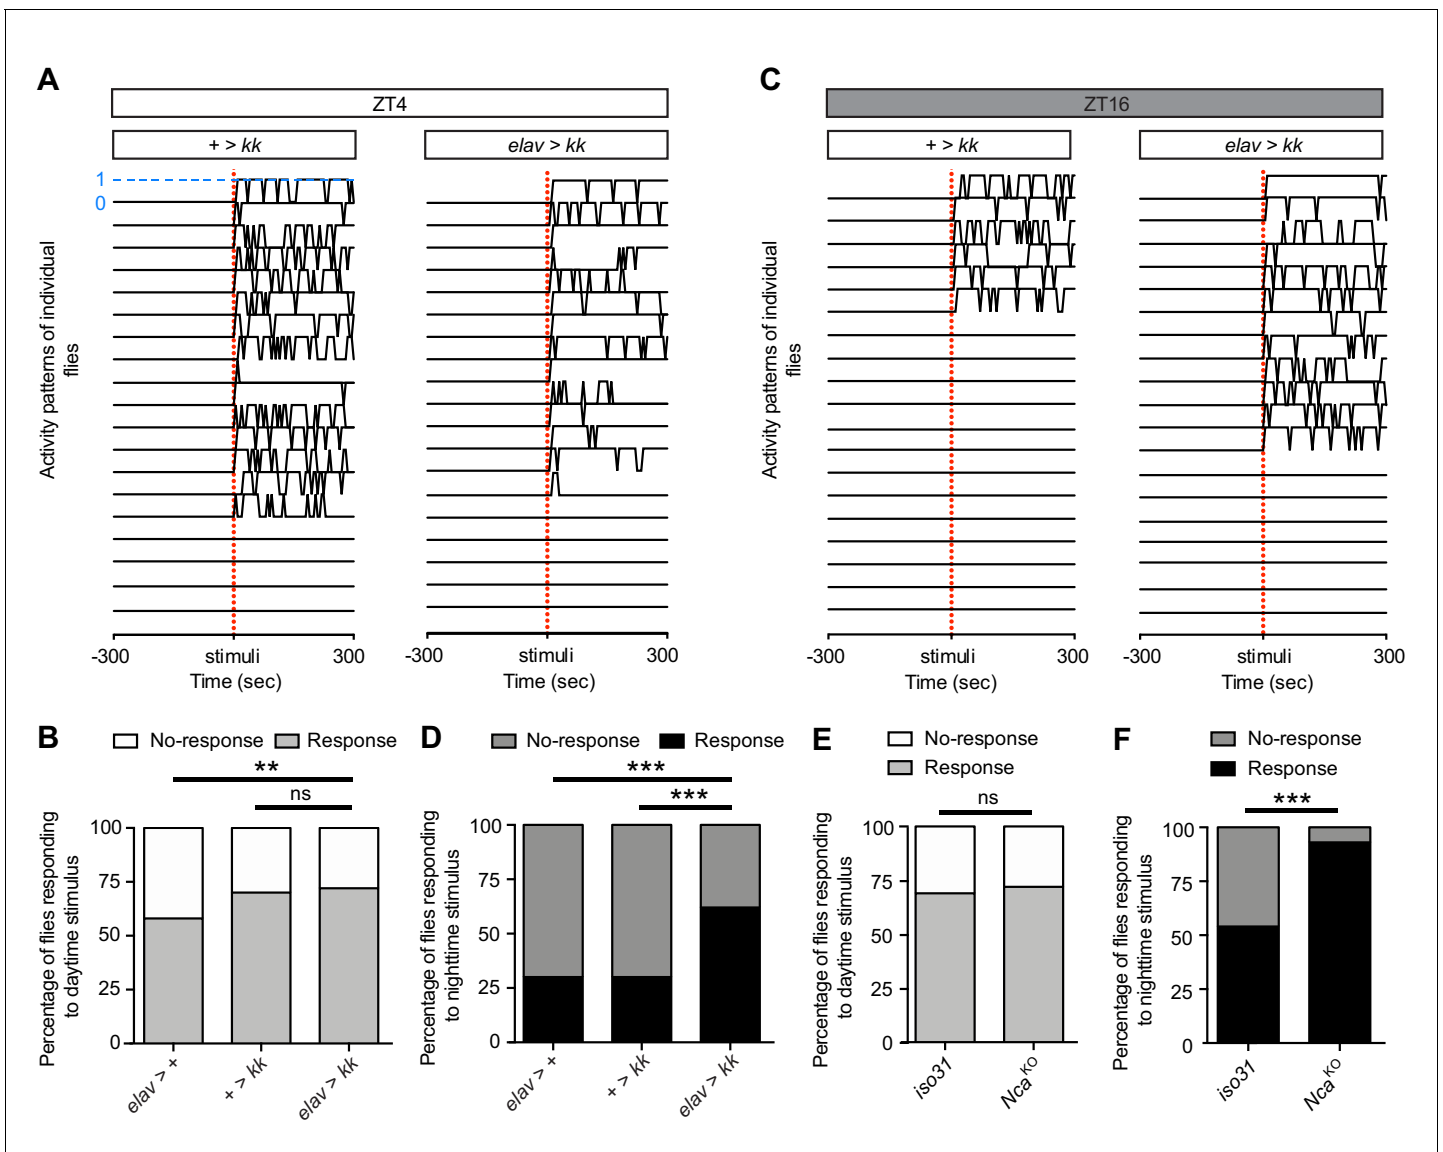 A
ZT4
+ > kk
elav > kk
1
0
Activity patterns of individual
flies
-300
stimuli
300
Time (sec)
-300
stimuli
300
Time (sec)
C
ZT16
+ > kk
elav > kk
Activity patterns of individual
flies
-300
stimuli
300
Time (sec)
-300
stimuli
300
Time (sec)
B
No-response
Response
**
ns
Percentage of flies responding
to daytime stimulus
100
75
50
25
0
elav > +
+ > kk
elav > kk
D
No-response
Response
***
***
Percentage of flies responding
to nighttime stimulus
100
75
50
25
0
elav > +
+ > kk
elav > kk
E
No-response
Response
ns
Percentage of flies responding
to daytime stimulus
100
75
50
25
0
iso31
Nca KO
F
No-response
Response
***
Percentage of flies responding
to nighttime stimulus
100
75
50
25
0
iso31
Nca KO